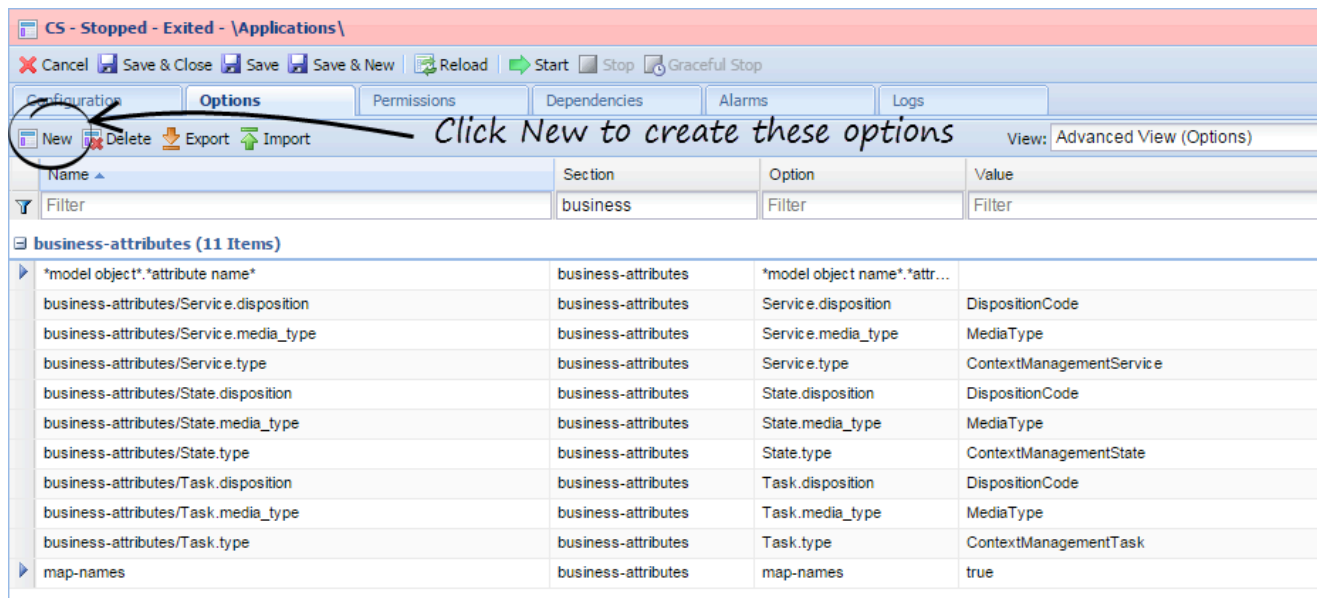 CS - Stopped - Exited - \Applications\
Cancel Save & Close Save Save & New Reload Start Stop Graceful Stop
Configuration Options Permissions Dependencies Alarms Logs
New Delete Export Import Click New to create these options View: Advanced View (Options)
Name Section Option Value
Filter business Filter Filter
business-attributes (11 Items)
*model object*.*attribute name* business-attributes *model object name*.*attr...
business-attributes/Service.disposition business-attributes Service.disposition DispositionCode
business-attributes/Service.media_type business-attributes Service.media_type MediaType
business-attributes/Service.type business-attributes Service.type ContextManagementService
business-attributes/State.disposition business-attributes State.disposition DispositionCode
business-attributes/State.media_type business-attributes State.media_type MediaType
business-attributes/State.type business-attributes State.type ContextManagementState
business-attributes/Task.disposition business-attributes Task.disposition DispositionCode
business-attributes/Task.media_type business-attributes Task.media_type MediaType
business-attributes/Task.type business-attributes Task.type ContextManagementTask
map-names business-attributes map-names true